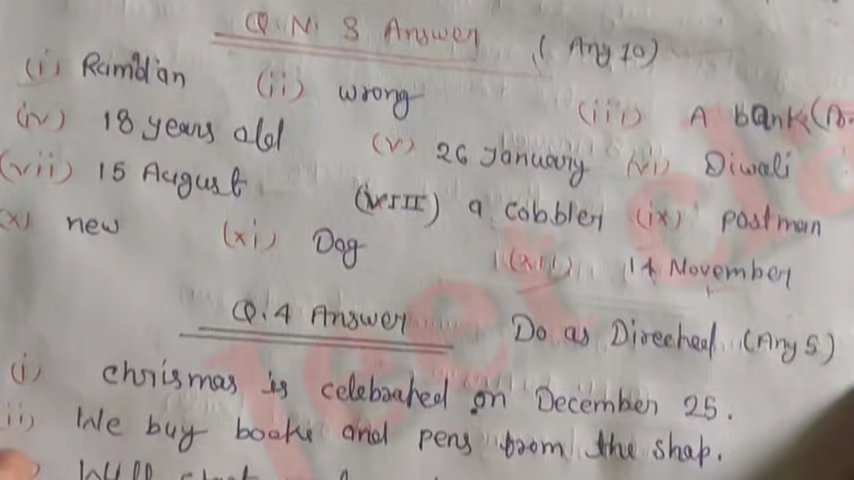 Q.N. 3 Answer (Any 10)
(i) Ramdan (ii) wrong (iii) A bank
(iv) 18 years old (v) 26 January (vi) Diwali
(vii) 15 August (VIII) a cobbler (ix) postman
(x) new (xi) Dog (xii) 14 November
Q.4 Answer Do as Direched (Any 5)
(i) chrismas is celebrated on December 25.
ii) We buy books and pens from the shop.